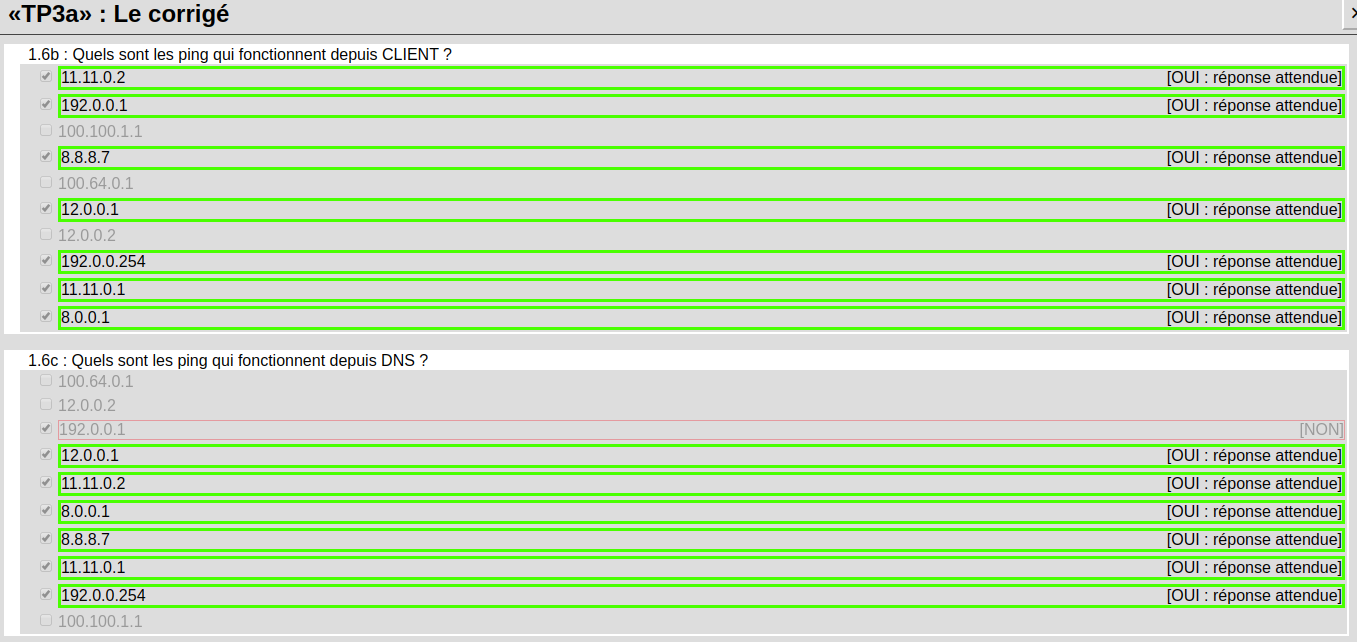 «TP3a» : Le corrigé
1.6b : Quels sont les ping qui fonctionnent depuis CLIENT ?
11.11.0.2 [OUI : réponse attendue]
192.0.0.1 [OUI : réponse attendue]
100.100.1.1
8.8.8.7 [OUI : réponse attendue]
100.64.0.1
12.0.0.1 [OUI : réponse attendue]
12.0.0.2
192.0.0.254 [OUI : réponse attendue]
11.11.0.1 [OUI : réponse attendue]
8.0.0.1 [OUI : réponse attendue]
1.6c : Quels sont les ping qui fonctionnent depuis DNS ?
100.64.0.1
12.0.0.2
192.0.0.1 [NON]
12.0.0.1 [OUI : réponse attendue]
11.11.0.2 [OUI : réponse attendue]
8.0.0.1 [OUI : réponse attendue]
8.8.8.7 [OUI : réponse attendue]
11.11.0.1 [OUI : réponse attendue]
192.0.0.254 [OUI : réponse attendue]
100.100.1.1